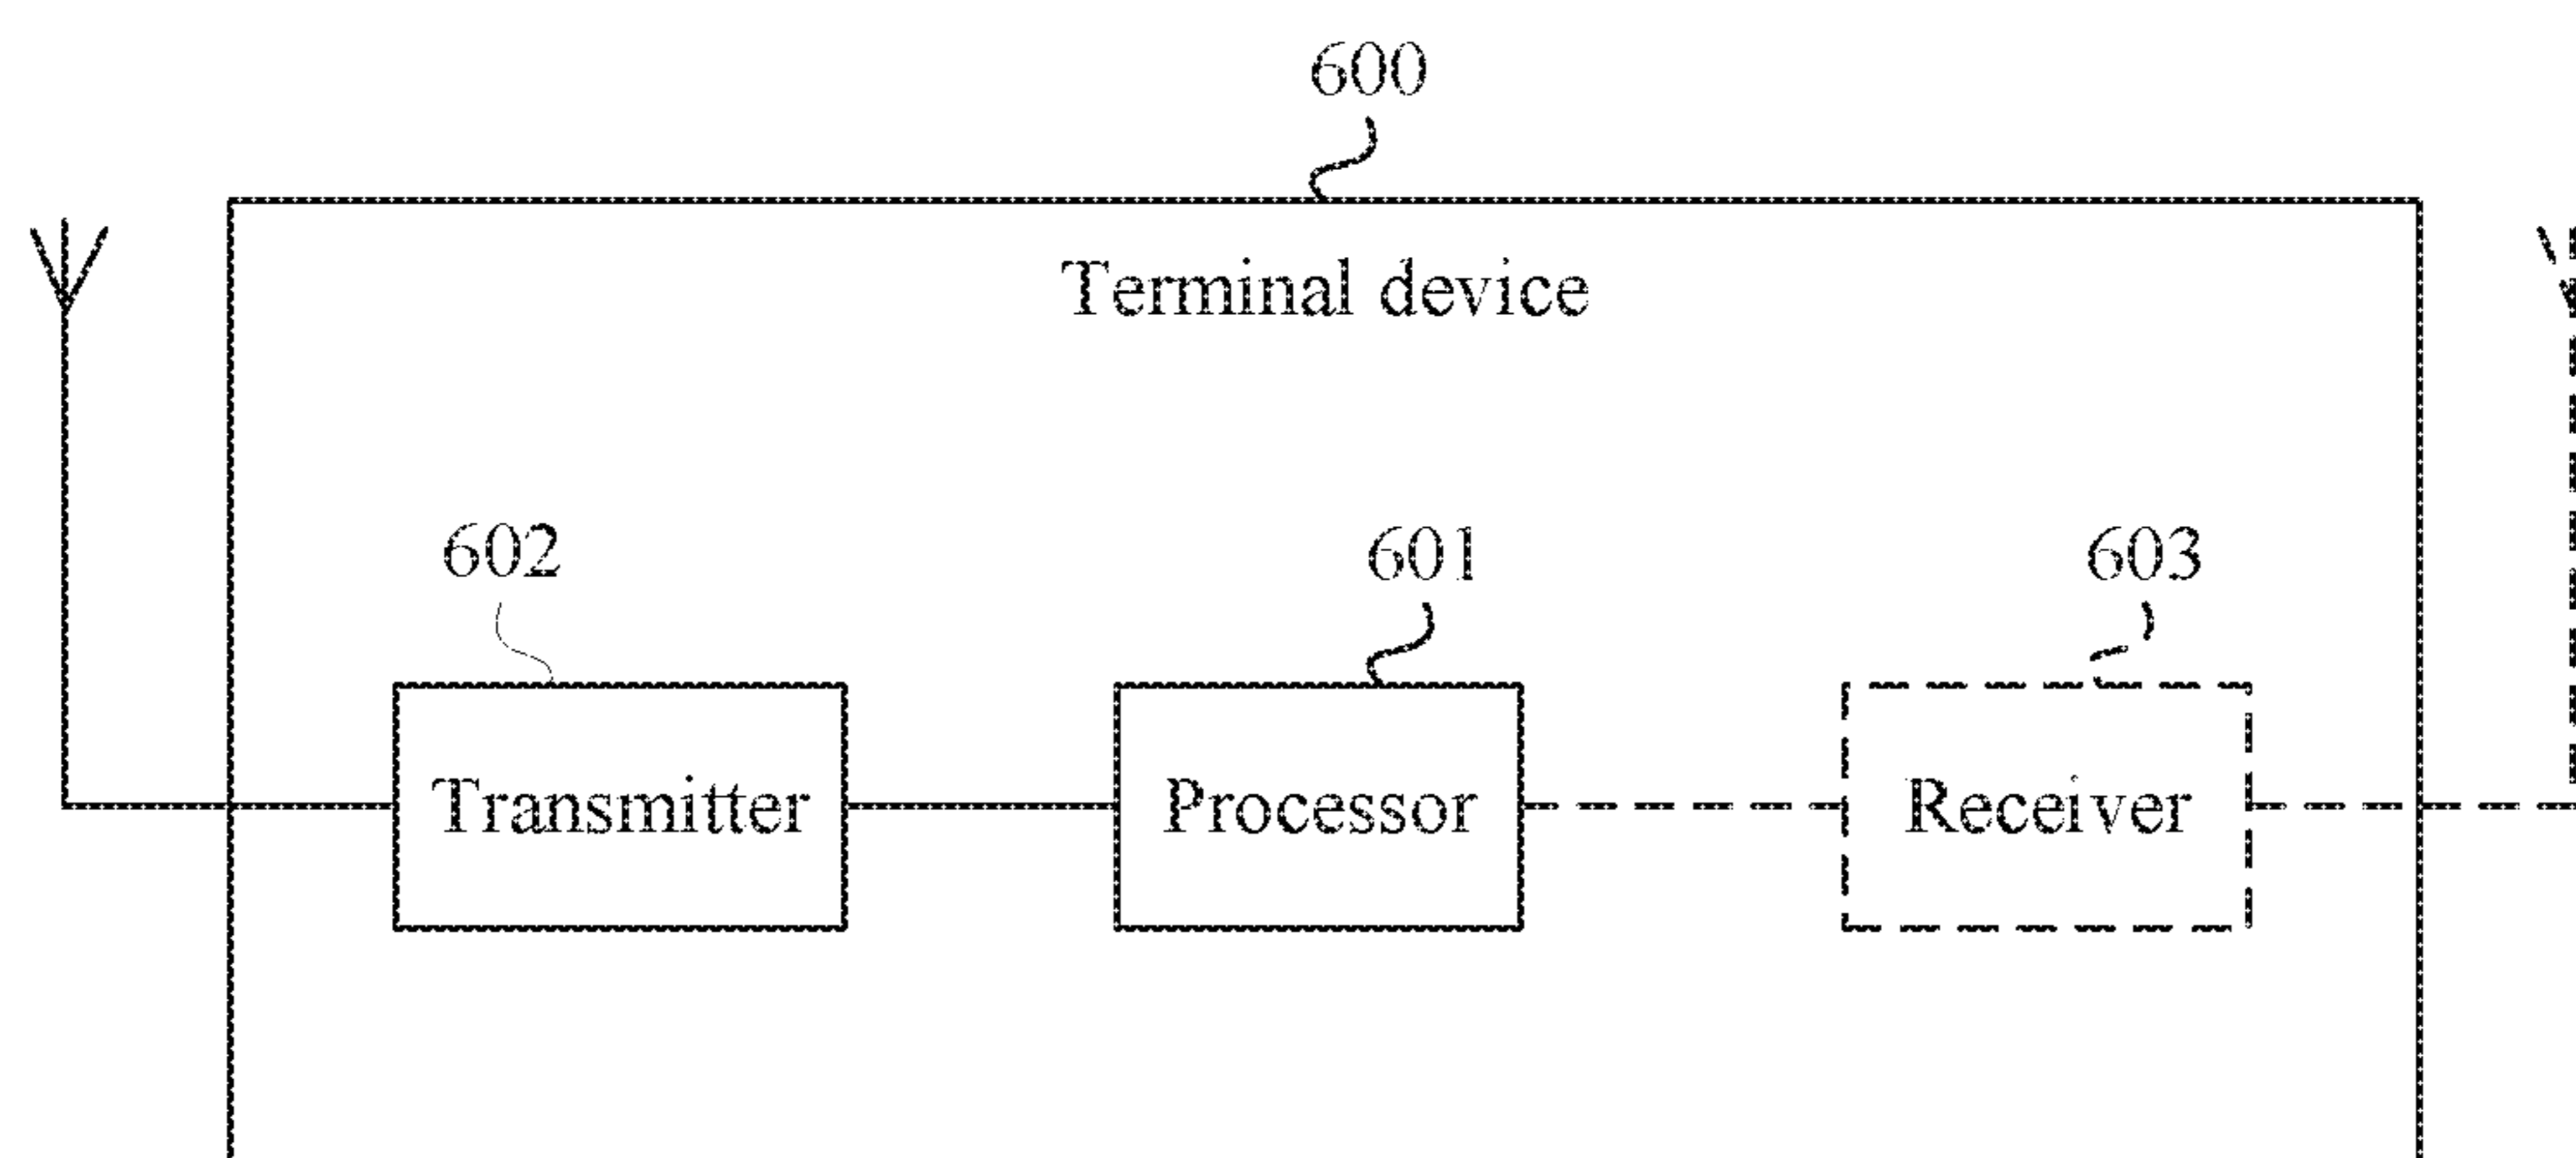 600
Terminal device
602
601
603
Transmitter
Processor
Receiver